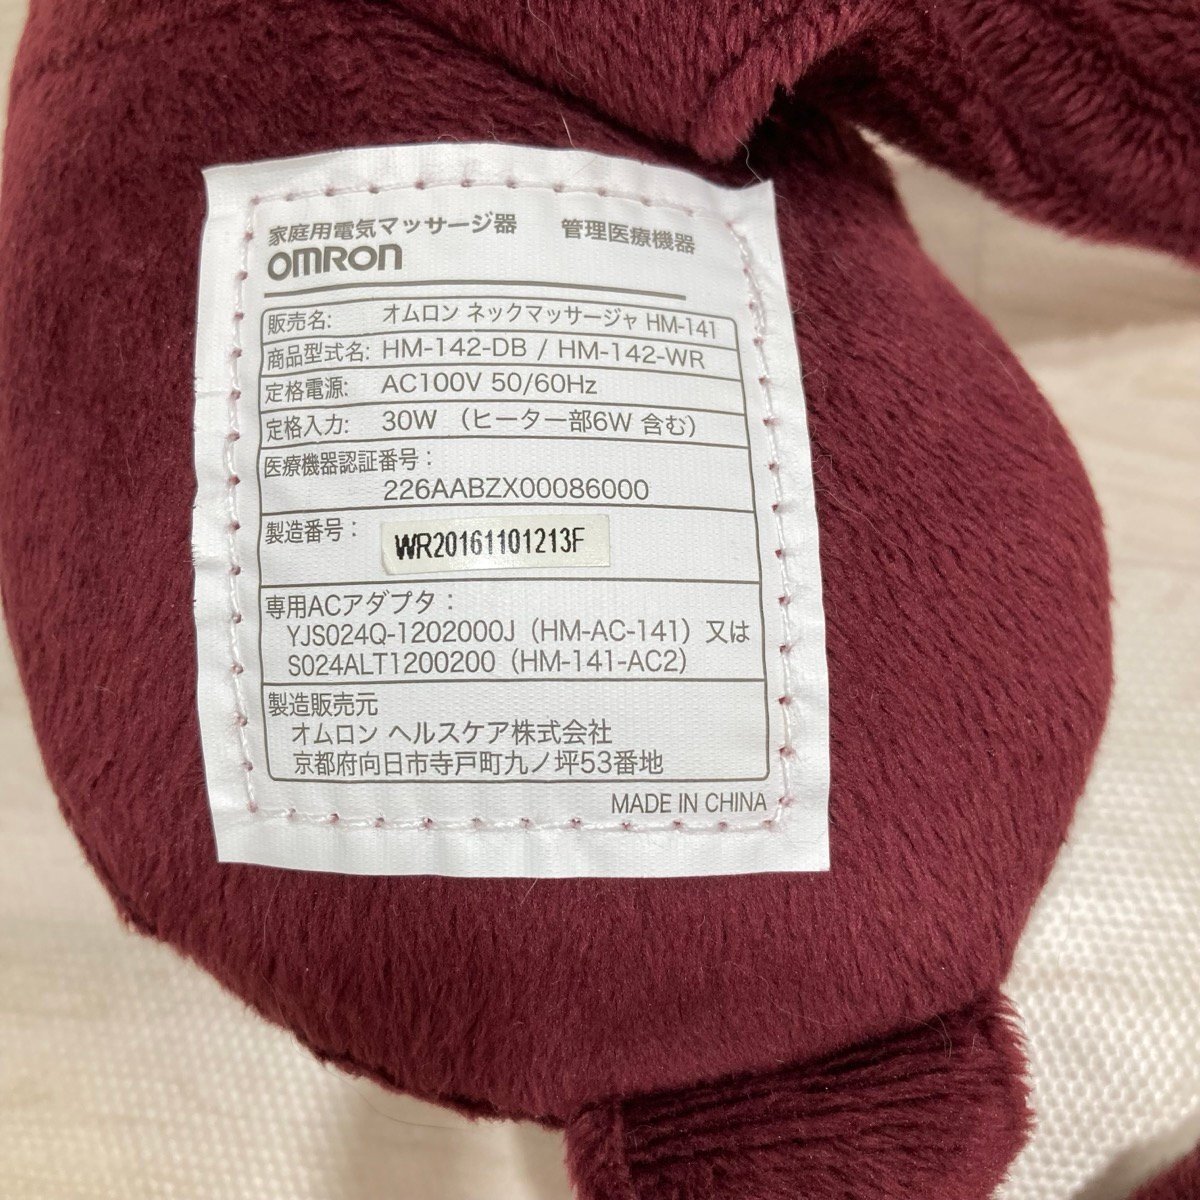 家庭用電気マッサージ器 管理医療機器
OMRON
販売名: オムロン ネックマッサージャ HM-141
商品型式名: HM-142-DB / HM-142-WR
定格電源: AC100V 50/60Hz
定格入力: 30W (ヒーター部6W 含む)
医療機器認証番号:
226AABZX00086000
製造番号: WR20161101213F
専用ACアダプタ:
YJS024Q-1202000J (HM-AC-141) 又は
S024ALT1200200 (HM-141-AC2)
製造販売元
オムロン ヘルスケア株式会社
京都府向日市寺戸町九ノ坪53番地
MADE IN CHINA